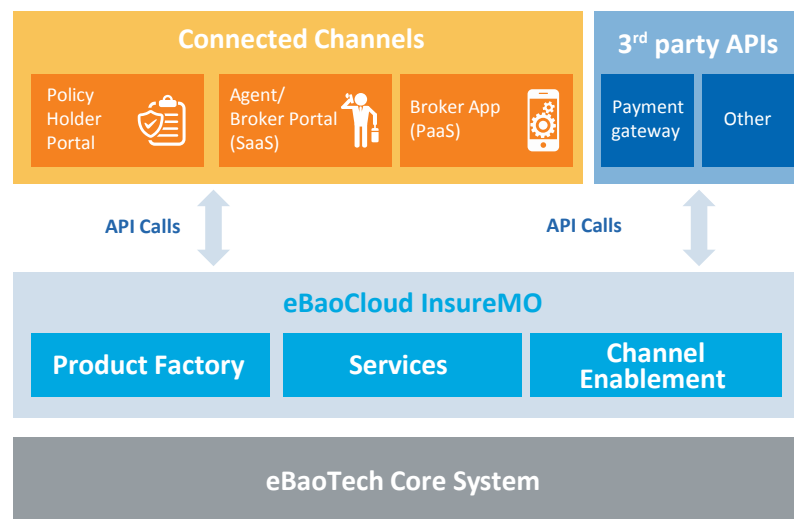 Connected Channels
Policy
Holder
Portal
Agent/
Broker Portal
(SaaS)
Broker App
(PaaS)
3rd party APIs
Payment
gateway
Other
API Calls
API Calls
eBaoCloud InsureMO
Product Factory
Services
Channel
Enablement
eBaoTech Core System